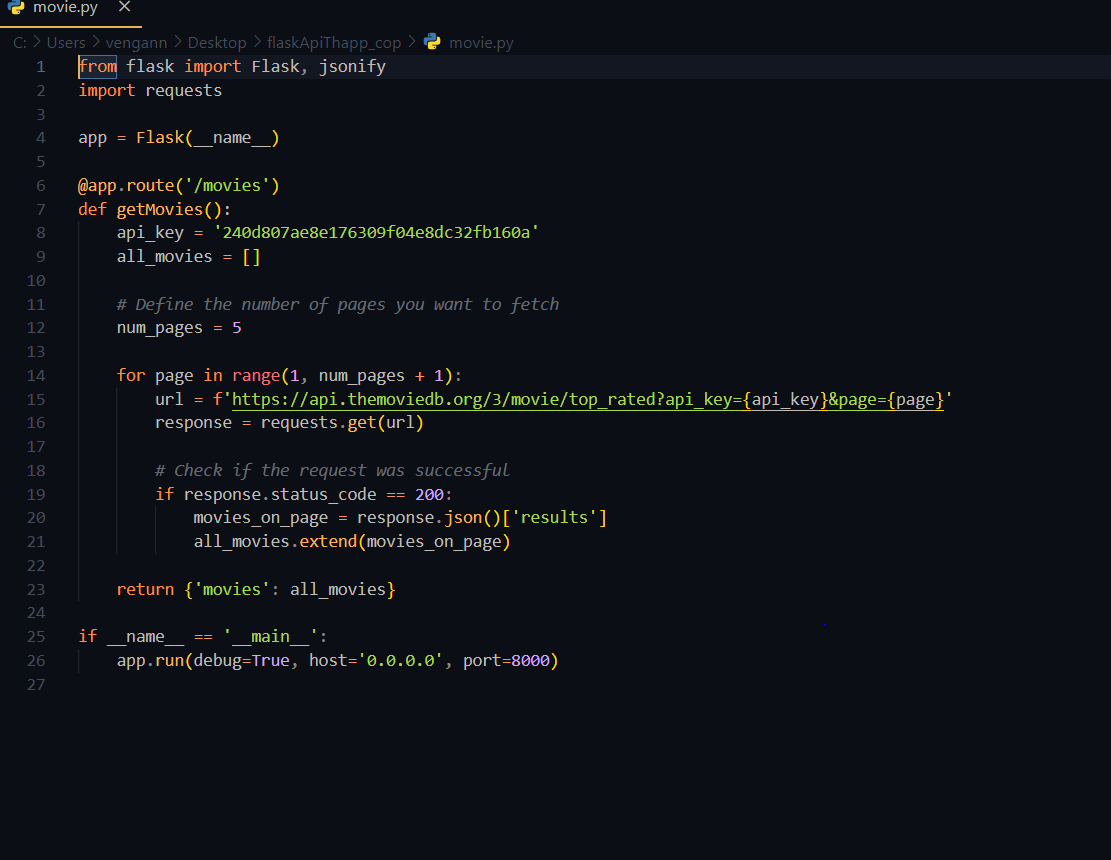 movie.py
C: > Users > vengann > Desktop > flaskApiThapp_cop > movie.py
1 from flask import Flask, jsonify
2 import requests
3
4 app = Flask(__name__)
5
6 @app.route('/movies')
7 def getMovies():
8     api_key = '240d807ae8e176309f04e8dc32fb160a'
9     all_movies = []
10
11     # Define the number of pages you want to fetch
12     num_pages = 5
13
14     for page in range(1, num_pages + 1):
15         url = f'https://api.themoviedb.org/3/movie/top_rated?api_key={api_key}&page={page}'
16         response = requests.get(url)
17
18         # Check if the request was successful
19         if response.status_code == 200:
20             movies_on_page = response.json()['results']
21             all_movies.extend(movies_on_page)
22
23     return {'movies': all_movies}
24
25 if __name__ == '__main__':
26     app.run(debug=True, host='0.0.0.0', port=8000)
27